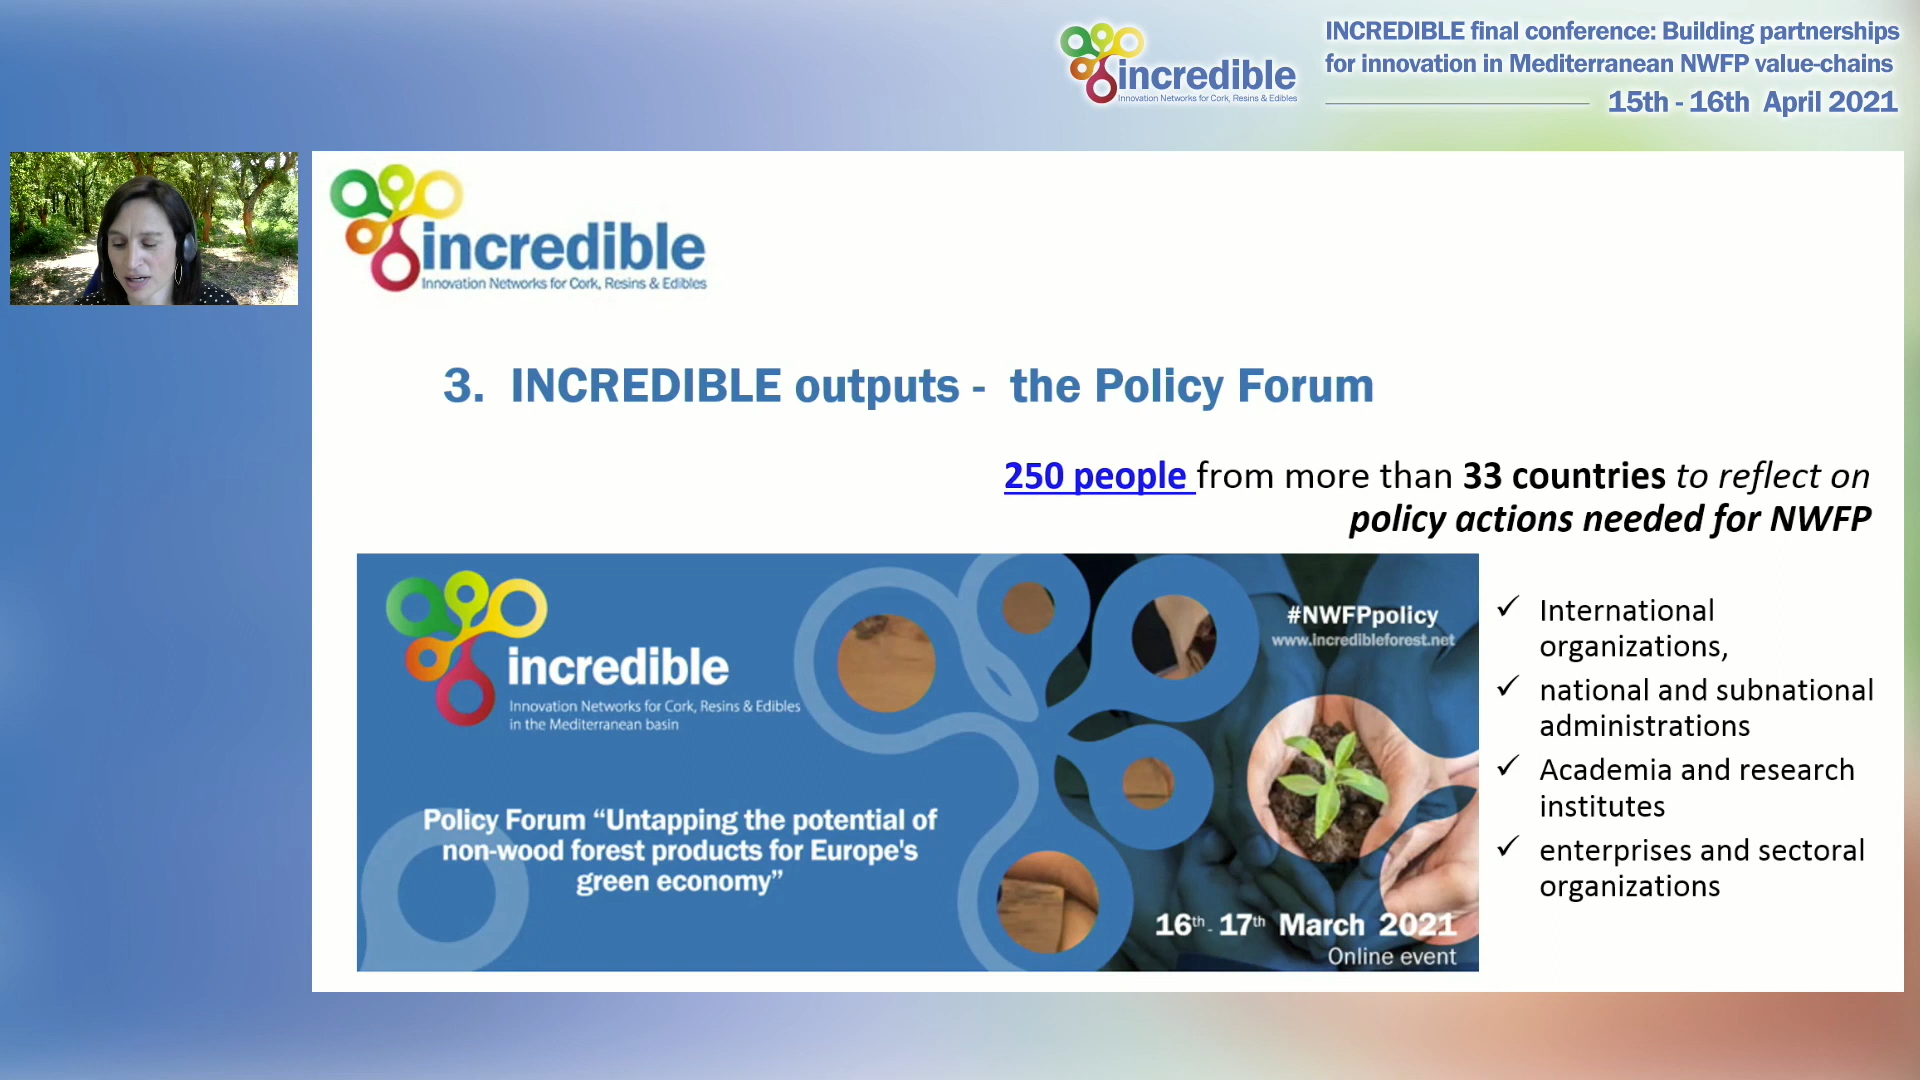 incredible
Innovation Networks for Cork, Resins & Edibles
INCREDIBLE final conference: Building partnerships
for innovation in Mediterranean NWFP value-chains
15th - 16th April 2021
incredible
Innovation Networks for Cork, Resins & Edibles
3. INCREDIBLE outputs - the Policy Forum
250 people from more than 33 countries to reflect on
policy actions needed for NWFP
incredible
Innovation Networks for Cork, Resins & Edibles
in the Mediterranean basin
#NWFPpolicy
www.incredibleforest.net
Policy Forum “Untapping the potential of
non-wood forest products for Europe's
green economy”
16th - 17th March 2021
Online event
✓ International
organizations,
✓ national and subnational
administrations
✓ Academia and research
institutes
✓ enterprises and sectoral
organizations